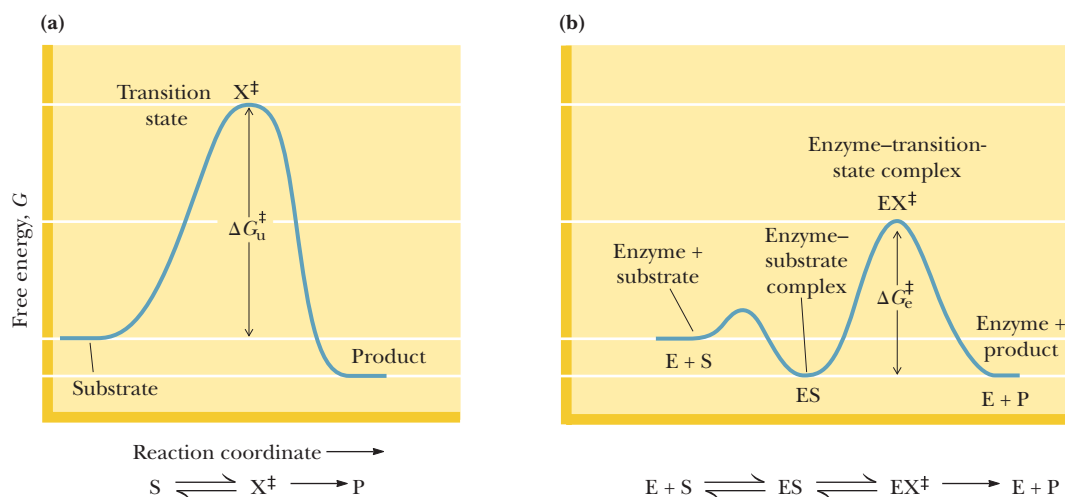 (a)
Free energy, G
Transition
state
X‡
ΔG‡u
Substrate
Product
Reaction coordinate ⟶
S ⇌ X‡ ⟶ P
(b)
Enzyme–transition-
state complex
EX‡
Enzyme +
substrate
Enzyme–
substrate
complex
ΔG‡e
Enzyme +
product
E + S
ES
E + P
E + S ⇌ ES ⇌ EX‡ ⟶ E + P